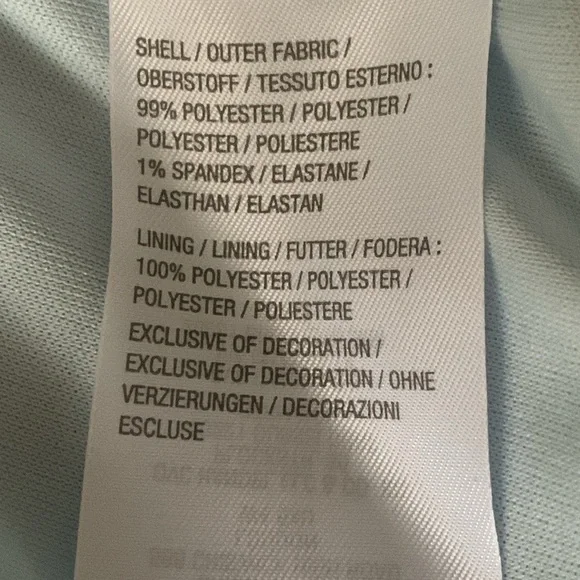 SHELL / OUTER FABRIC /
OBERSTOFF / TESSUTO ESTERNO :
99% POLYESTER / POLYESTER /
POLYESTER / POLIESTERE
1% SPANDEX / ELASTANE /
ELASTHAN / ELASTAN
LINING / LINING / FUTTER / FODERA :
100% POLYESTER / POLYESTER /
POLYESTER / POLIESTERE
EXCLUSIVE OF DECORATION /
EXCLUSIVE OF DECORATION / OHNE
VERZIERUNGEN / DECORAZIONI
ESCLUSE